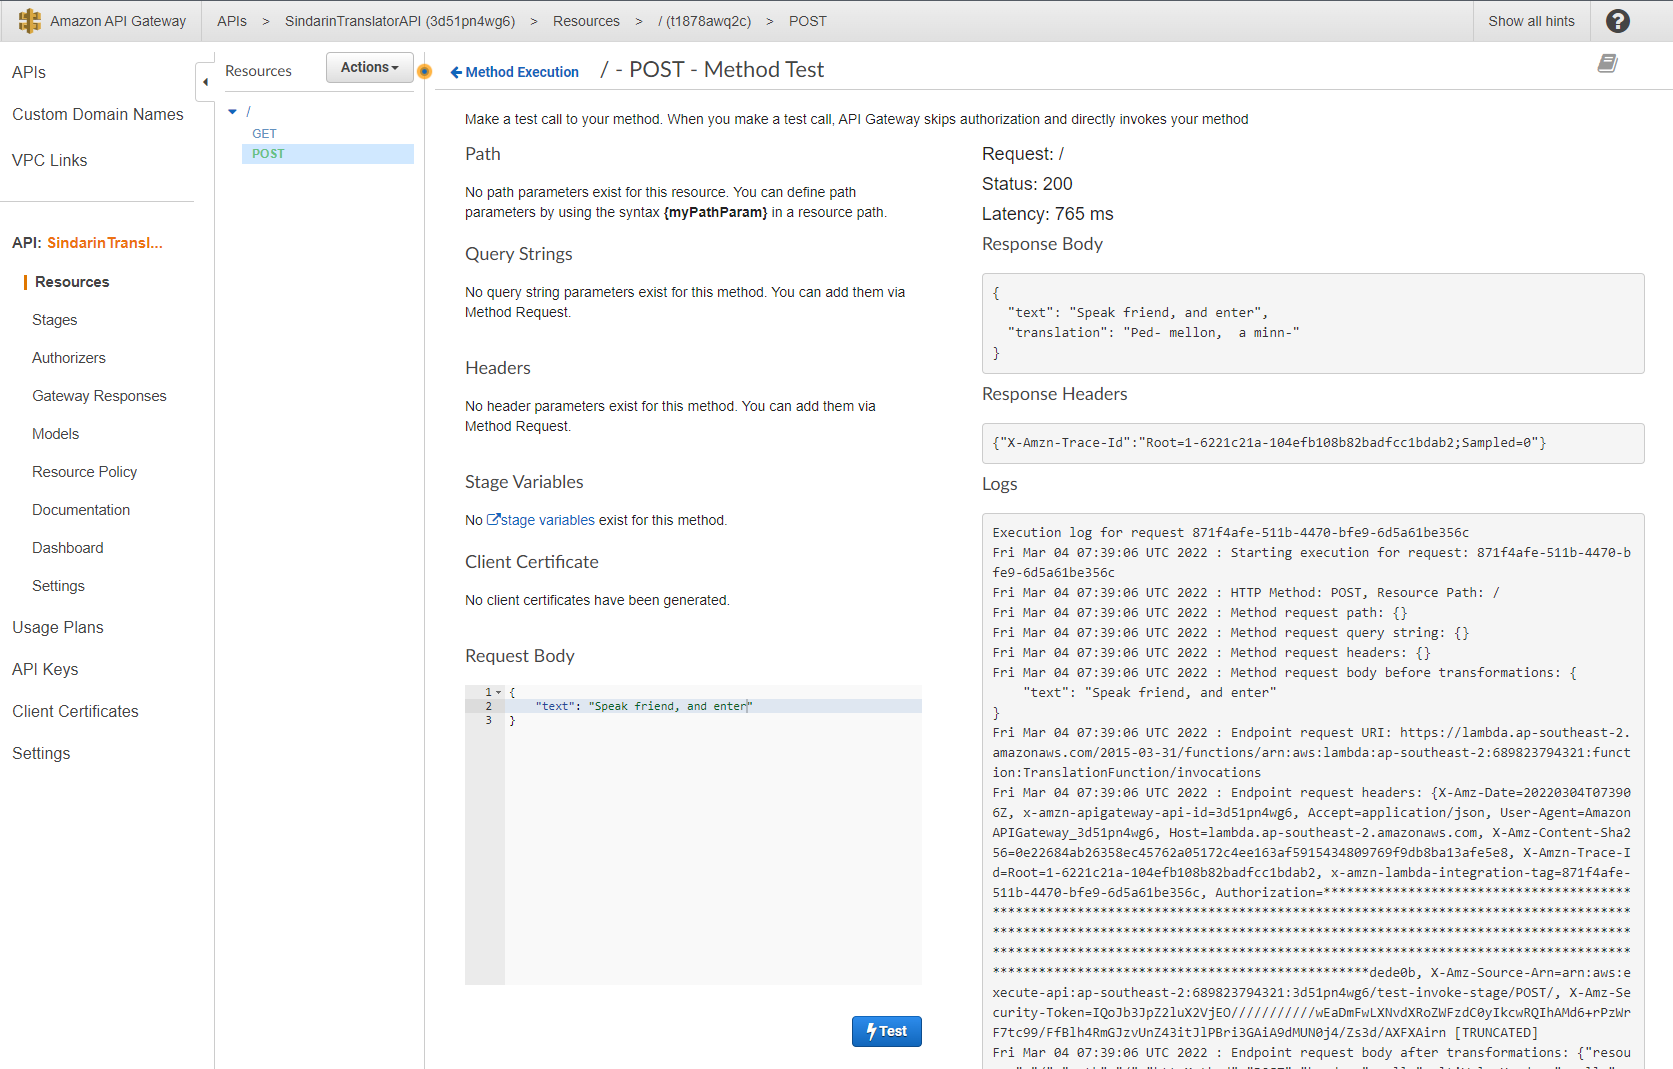 Amazon API Gateway
APIs > SindarinTranslatorAPI (3d51pn4wg6) > Resources > / (t1878awq2c) > POST
Show all hints
?
APIs
Custom Domain Names
VPC Links
API: SindarinTransl...
Resources
Stages
Authorizers
Gateway Responses
Models
Resource Policy
Documentation
Dashboard
Settings
Usage Plans
API Keys
Client Certificates
Settings
Resources
Actions
/
GET
POST
Method Execution / - POST - Method Test
Make a test call to your method. When you make a test call, API Gateway skips authorization and directly invokes your method
Path
No path parameters exist for this resource. You can define path
parameters by using the syntax {myPathParam} in a resource path.
Query Strings
No query string parameters exist for this method. You can add them via
Method Request.
Headers
No header parameters exist for this method. You can add them via
Method Request.
Stage Variables
No stage variables exist for this method.
Client Certificate
No client certificates have been generated.
Request Body
1 {
2 "text": "Speak friend, and enter"
3 }
Test
Request: /
Status: 200
Latency: 765 ms
Response Body
{
"text": "Speak friend, and enter",
"translation": "Ped- mellon,  a minn-"
}
Response Headers
{"X-Amzn-Trace-Id":"Root=1-6221c21a-104efb108b82badfcc1bdab2;Sampled=0"}
Logs
Execution log for request 871f4afe-511b-4470-bfe9-6d5a61be356c
Fri Mar 04 07:39:06 UTC 2022 : Starting execution for request: 871f4afe-511b-4470-b
fe9-6d5a61be356c
Fri Mar 04 07:39:06 UTC 2022 : HTTP Method: POST, Resource Path: /
Fri Mar 04 07:39:06 UTC 2022 : Method request path: {}
Fri Mar 04 07:39:06 UTC 2022 : Method request query string: {}
Fri Mar 04 07:39:06 UTC 2022 : Method request headers: {}
Fri Mar 04 07:39:06 UTC 2022 : Method request body before transformations: {
"text": "Speak friend, and enter"
}
Fri Mar 04 07:39:06 UTC 2022 : Endpoint request URI: https://lambda.ap-southeast-2.
amazonaws.com/2015-03-31/functions/arn:aws:lambda:ap-southeast-2:689823794321:funct
ion:TranslationFunction/invocations
Fri Mar 04 07:39:06 UTC 2022 : Endpoint request headers: {X-Amz-Date=20220304T07390
6Z, x-amzn-apigateway-api-id=3d51pn4wg6, Accept=application/json, User-Agent=Amazon
APIGateway_3d51pn4wg6, Host=lambda.ap-southeast-2.amazonaws.com, X-Amz-Content-Sha2
56=0e22684ab26358ec45762a05172c4ee163af5915434809769f9db8ba13afe5e8, X-Amzn-Trace-I
d=Root=1-6221c21a-104efb108b82badfcc1bdab2, x-amzn-lambda-integration-tag=871f4afe-
511b-4470-bfe9-6d5a61be356c, Authorization=****************************************
***********************************************************************************
***********************************************************************************
***********************************************************************************
*************************************************dede0b, X-Amz-Source-Arn=arn:aws:e
xecute-api:ap-southeast-2:689823794321:3d51pn4wg6/test-invoke-stage/POST/, X-Amz-Se
curity-Token=IQoJb3JpZ2luX2VjEO///////////wEaDmFwLXNvdXRoZWFzdC0yIkcwRQIhAMd6+rPzWr
F7tc99/FfBlh4RmGJzvUnZ43itJlPBri3GAiA9dMUN0j4/Zs3d/AXFXAirn [TRUNCATED]
Fri Mar 04 07:39:06 UTC 2022 : Endpoint request body after transformations: {"resou